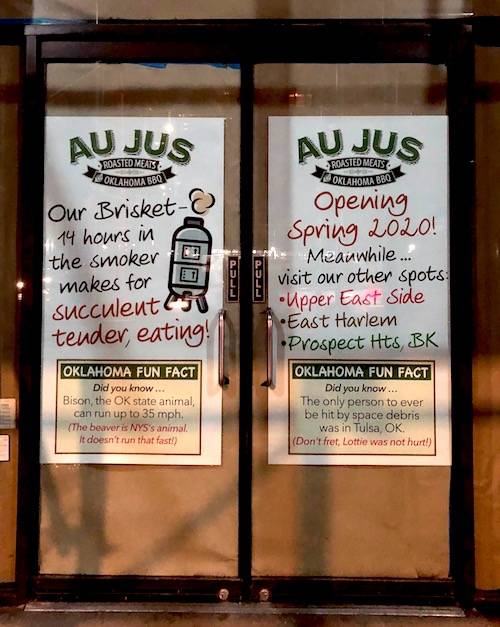 AU JUS
ROASTED MEATS
OKLAHOMA BBQ
Our Brisket-
14 hours in
the smoker
makes for
succulent
tender, eating!
OKLAHOMA FUN FACT
Did you know...
Bison, the OK state animal,
can run up to 35 mph.
(The beaver is NYS's animal.
It doesn't run that fast!)
PULL
PULL
AU JUS
ROASTED MEATS
OKLAHOMA BBQ
Opening
Spring 2020!
Meanwhile...
visit our other spots:
•Upper East Side
•East Harlem
•Prospect Hts, BK
OKLAHOMA FUN FACT
Did you know...
The only person to ever
be hit by space debris
was in Tulsa, OK.
(Don't fret, Lottie was not hurt!)